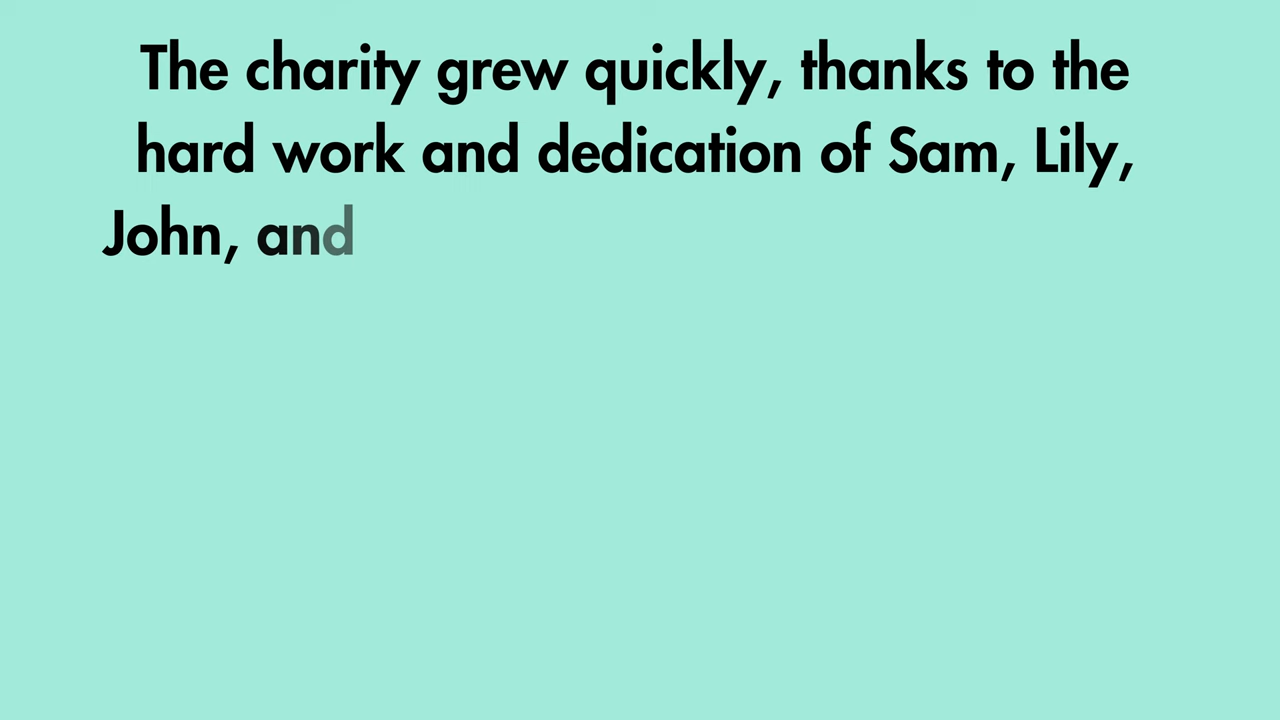 The charity grew quickly, thanks to the
hard work and dedication of Sam, Lily,
John, and